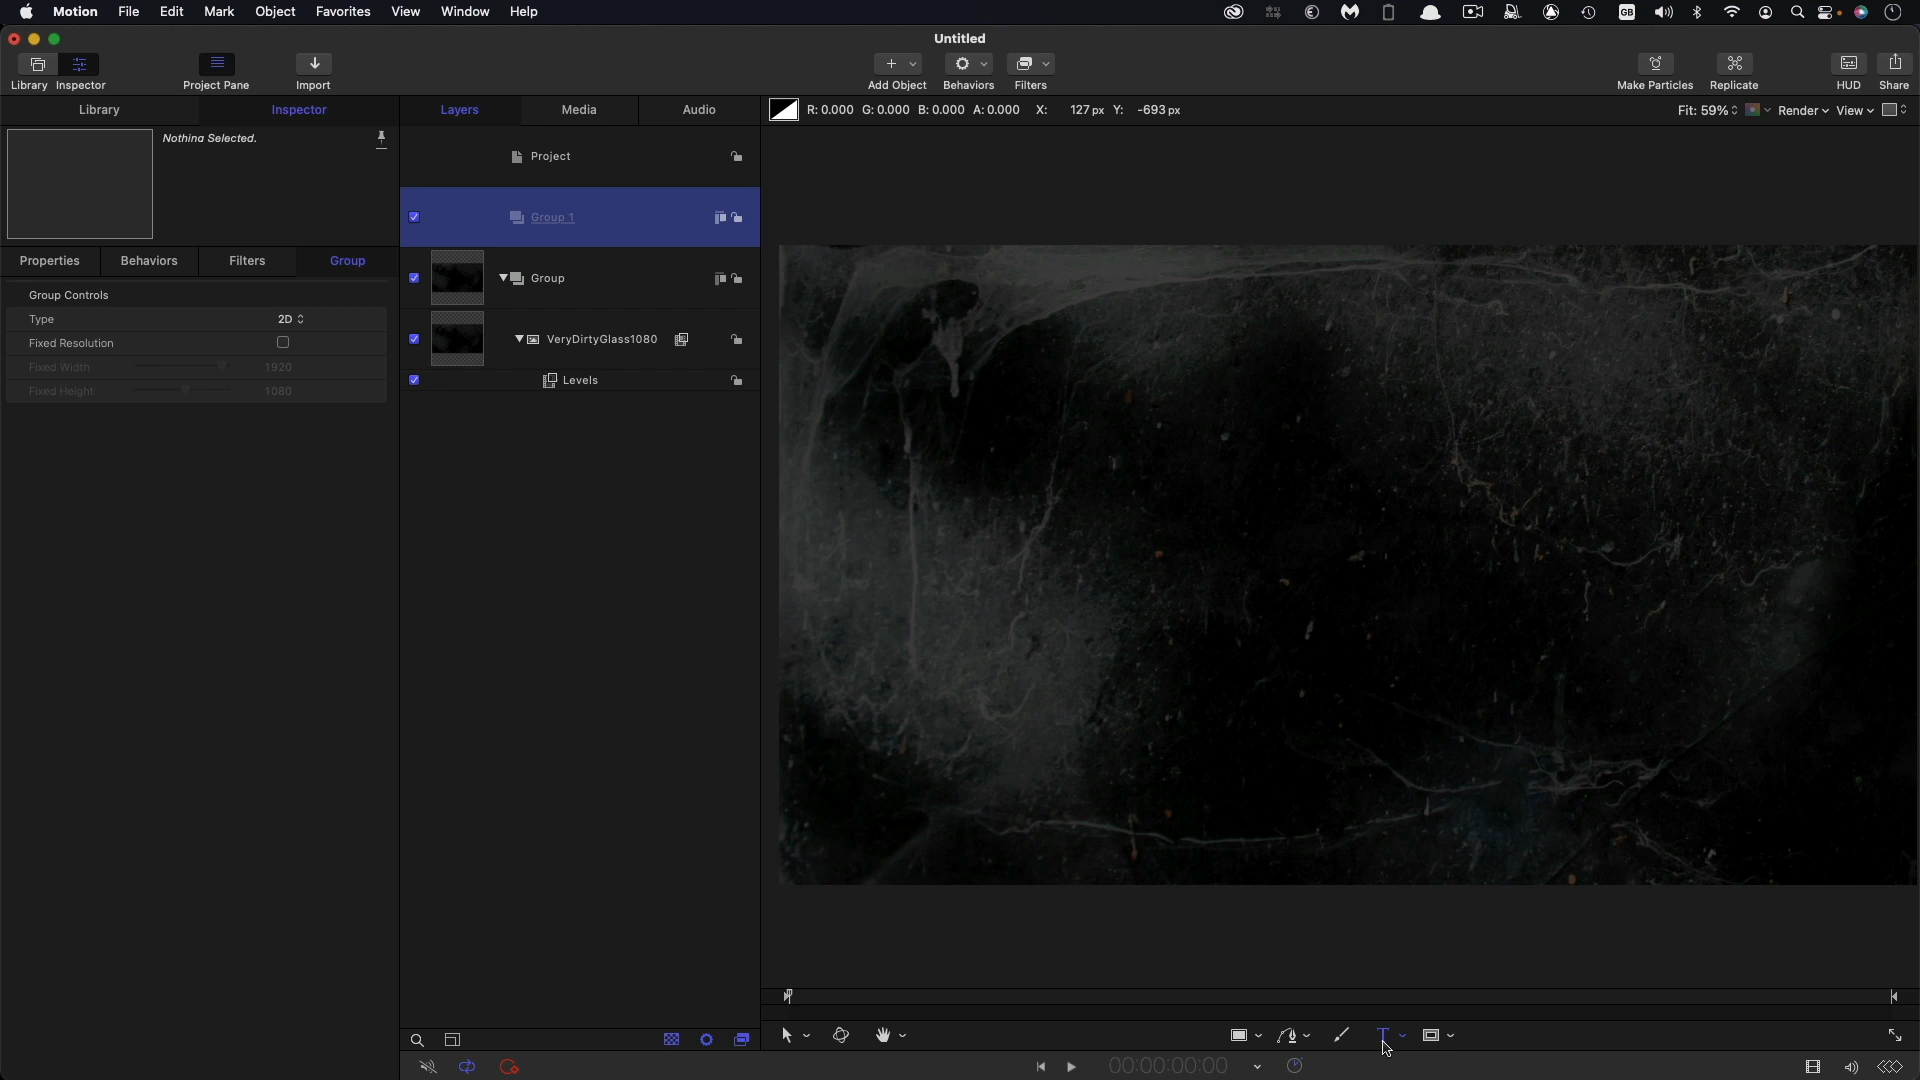 Motion File Edit Mark Object Favorites View Window Help
GB
Untitled
Library Inspector Project Pane Import Add Object Behaviors Filters Make Particles Replicate HUD Share
Library Inspector Layers Media Audio R: 0.000 G: 0.000 B: 0.000 A: 0.000 X: 127 px Y: -693 px Fit: 59% Render View
Nothing Selected.
Project
Group 1
Properties Behaviors Filters Group
Group
Group Controls
Type 2D
Fixed Resolution
VeryDirtyGlass1080
Fixed Width 1920
Levels
Fixed Height 1080
T
00:00:00:00